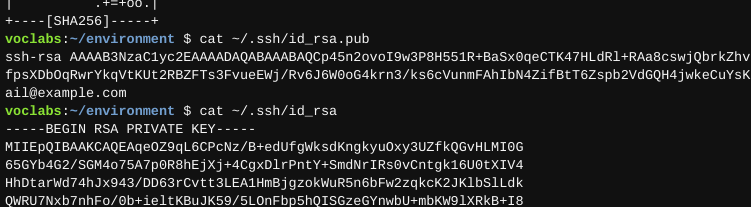 |          .+=+oo.|
+----[SHA256]-----+
voclabs:~/environment $ cat ~/.ssh/id_rsa.pub
ssh-rsa AAAAB3NzaC1yc2EAAAADAQABAAABAQCp45n2ovoI9w3P8H551R+BaSx0qeCTK47HLdRl+RAa8cswjQbrkZhv
fpsXDbOqRwrYkqVtKUt2RBZFTs3FvueEWj/Rv6J6W0oG4krn3/ks6cVunmFAhIbN4ZifBtT6Zspb2VdGQH4jwkeCuYsK
ail@example.com
voclabs:~/environment $ cat ~/.ssh/id_rsa
-----BEGIN RSA PRIVATE KEY-----
MIIEpQIBAAKCAQEAqeOZ9qL6CPcNz/B+edUfgWksdKngkyuOxy3UZfkQGvHLMI0G
65GYb4G2/SGM4o75A7p0R8hEjXj+4CgxDlrPntY+SmdNrIRs0vCntgk16U0tXIV4
HhDtarWd74hJx943/DD63rCvtt3LEA1HmBjgzokWuR5n6bFw2zqkcK2JKlbSlLdk
QWRU7Nxb7nhFo/0b+ieltKBuJK59/5LOnFbp5hQISGzeGYnwbU+mbKW9lXRkB+I8